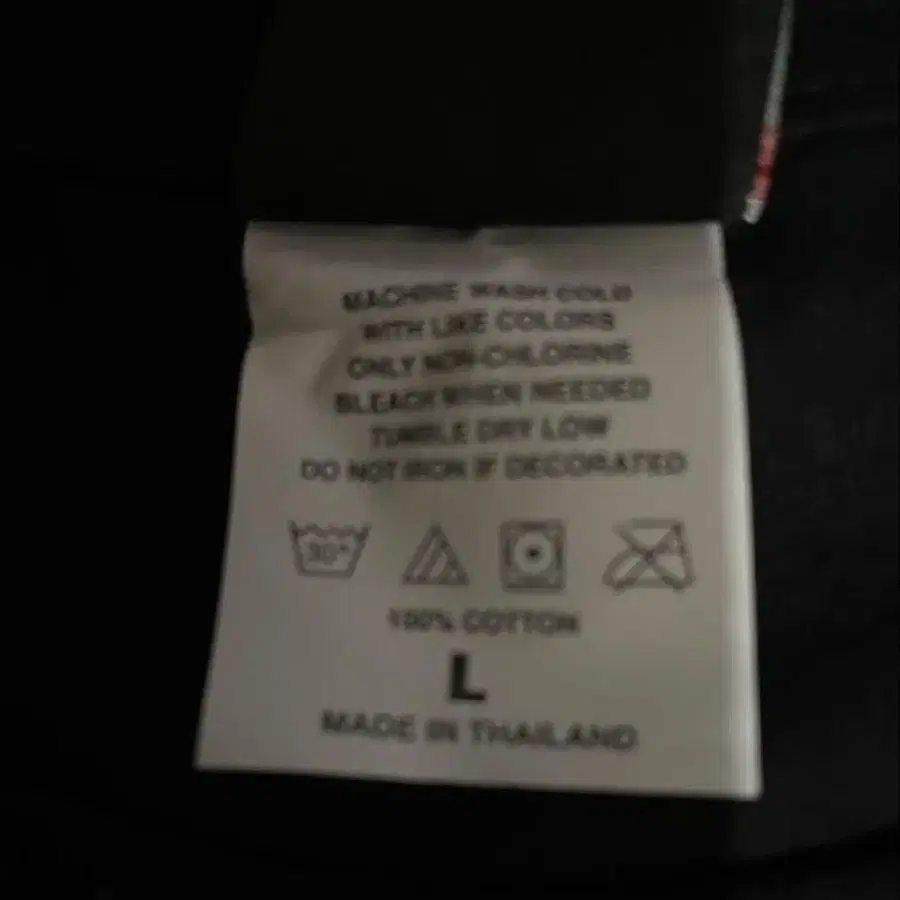 MACHINE WASH COLD
WITH LIKE COLORS
ONLY NON-CHLORINE
BLEACH WHEN NEEDED
TUMBLE DRY LOW
DO NOT IRON IF DECORATED
30°
100% COTTON
L
MADE IN THAILAND